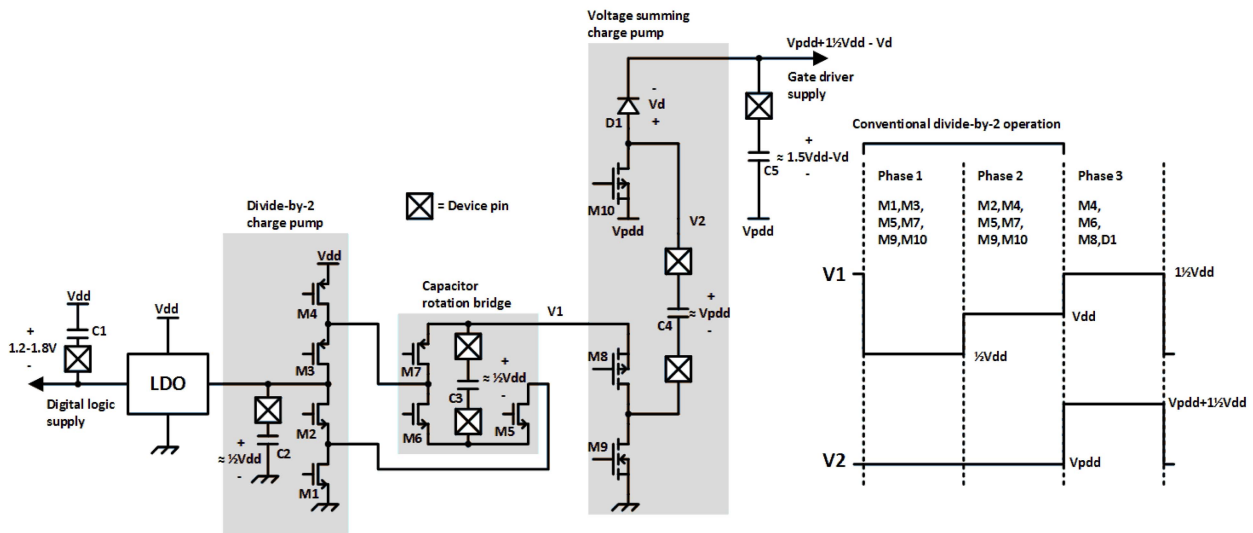 Voltage summing
charge pump
Vpdd+1½Vdd - Vd
Gate driver
supply
-
Vd
+
D1
+
≈ 1.5Vdd-Vd
-
C5
M10
Vpdd
V2
Vpdd
Conventional divide-by-2 operation
Phase 1
M1,M3,
M5,M7,
M9,M10
Phase 2
M2,M4,
M5,M7,
M9,M10
Phase 3
M4,
M6,
M8,D1
V1
1½Vdd
Vdd
½Vdd
V2
Vpdd+1½Vdd
Vpdd
Divide-by-2
charge pump
= Device pin
Vdd
M4
M3
M2
M1
Capacitor
rotation bridge
V1
M7
M6
C3
+
≈ ½Vdd
-
M5
M8
M9
C4
+
≈ Vpdd
-
Vdd
C1
+
1.2-1.8V
-
Digital logic
supply
Vdd
LDO
+
≈ ½Vdd
-
C2